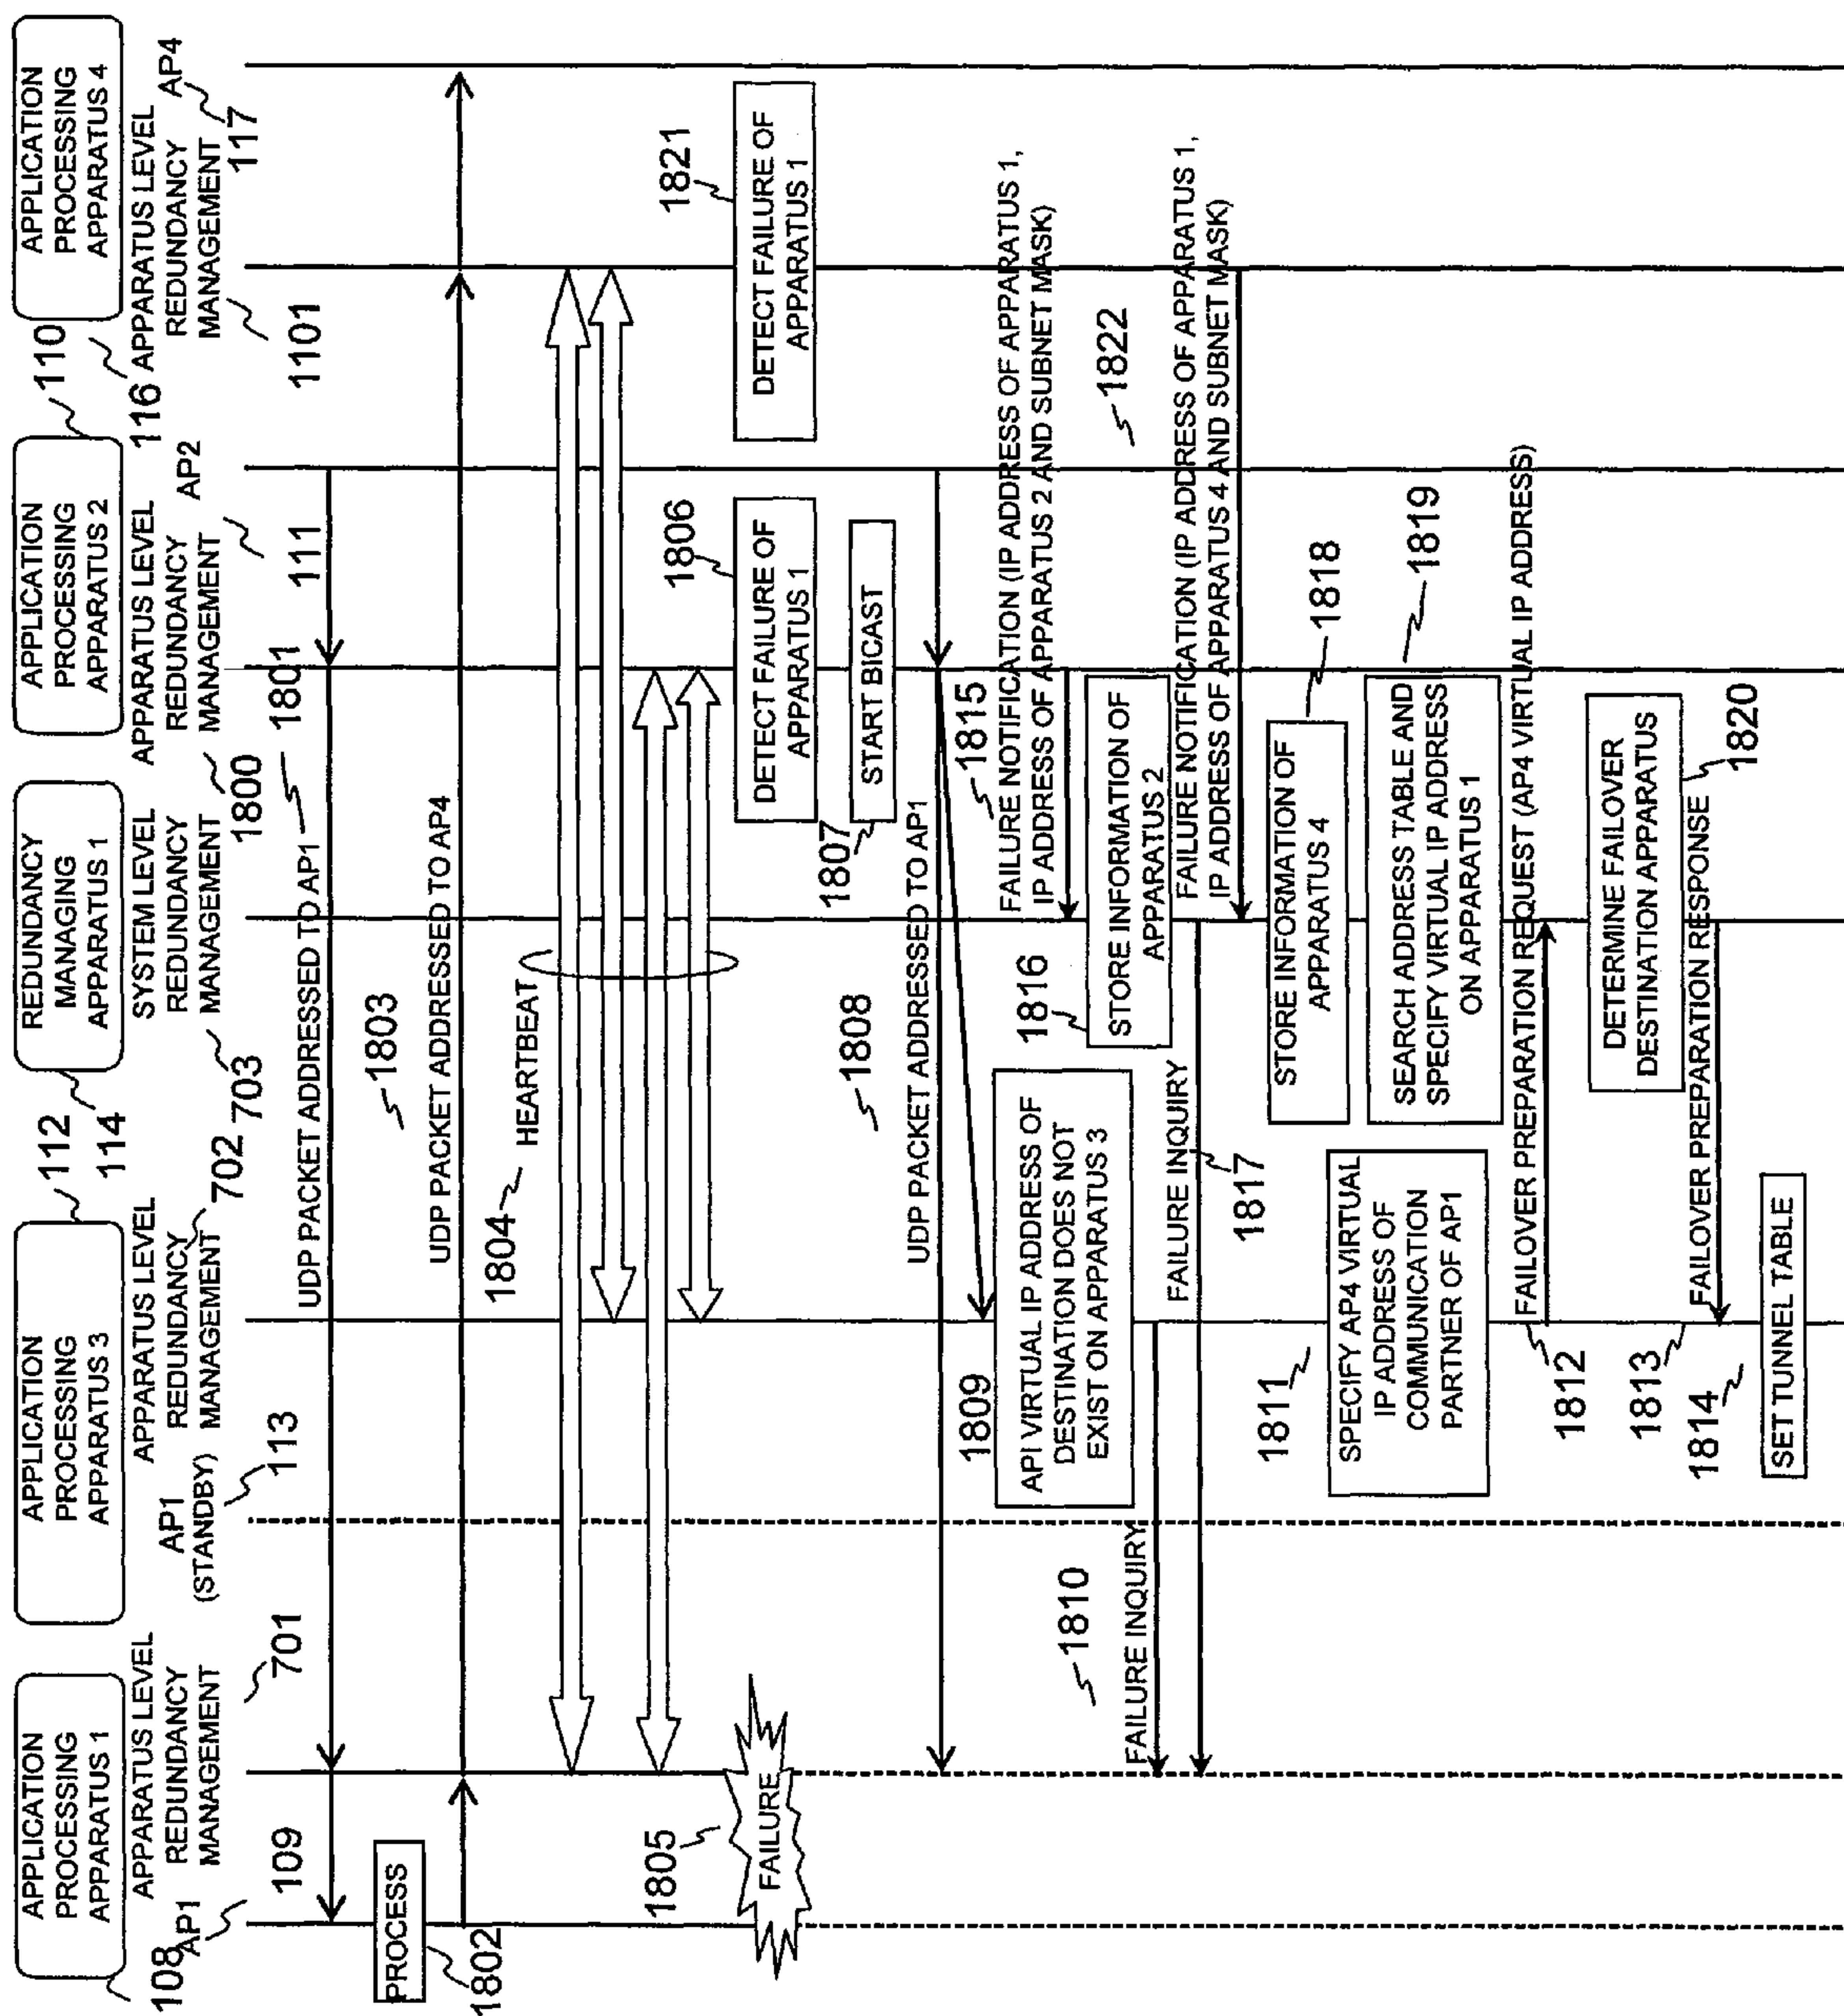 APPLICATION
PROCESSING
APPARATUS 1
108
AP1
109
APPARATUS LEVEL
REDUNDANCY
MANAGEMENT
701
APPLICATION
PROCESSING
APPARATUS 3
112
AP1
(STANDBY)
113
APPARATUS LEVEL
REDUNDANCY
MANAGEMENT
702
REDUNDANCY
MANAGING
APPARATUS 1
114
SYSTEM LEVEL
REDUNDANCY
MANAGEMENT
703
APPLICATION
PROCESSING
APPARATUS 2
110
APPARATUS LEVEL
REDUNDANCY
MANAGEMENT
1800
AP2
111
APPLICATION
PROCESSING
APPARATUS 4
116
APPARATUS LEVEL
REDUNDANCY
MANAGEMENT
1101
AP4
117
UDP PACKET ADDRESSED TO AP1
1801
PROCESS
1802
1803
UDP PACKET ADDRESSED TO AP4
1804
HEARTBEAT
1805
FAILURE
1806
DETECT FAILURE OF
APPARATUS 1
1821
DETECT FAILURE OF
APPARATUS 1
1807
START BICAST
1808
UDP PACKET ADDRESSED TO AP1
1809
API VIRTUAL IP ADDRESS OF
DESTINATION DOES NOT
EXIST ON APPARATUS 3
1815
FAILURE NOTIFICATION (IP ADDRESS OF APPARATUS 1,
IP ADDRESS OF APPARATUS 2 AND SUBNET MASK)
1816
STORE INFORMATION OF
APPARATUS 2
1810
FAILURE INQUIRY
FAILURE INQUIRY
1817
1822
FAILURE NOTIFICATION (IP ADDRESS OF APPARATUS 1,
IP ADDRESS OF APPARATUS 4 AND SUBNET MASK)
STORE INFORMATION OF
APPARATUS 4
1818
1811
SPECIFY AP4 VIRTUAL
IP ADDRESS OF
COMMUNICATION
PARTNER OF AP1
SEARCH ADDRESS TABLE AND
SPECIFY VIRTUAL IP ADDRESS
ON APPARATUS 1
1819
FAILOVER PREPARATION REQUEST (AP4 VIRTUAL IP ADDRESS)
1812
DETERMINE FAILOVER
DESTINATION APPARATUS
1820
1813
FAILOVER PREPARATION RESPONSE
1814
SET TUNNEL TABLE